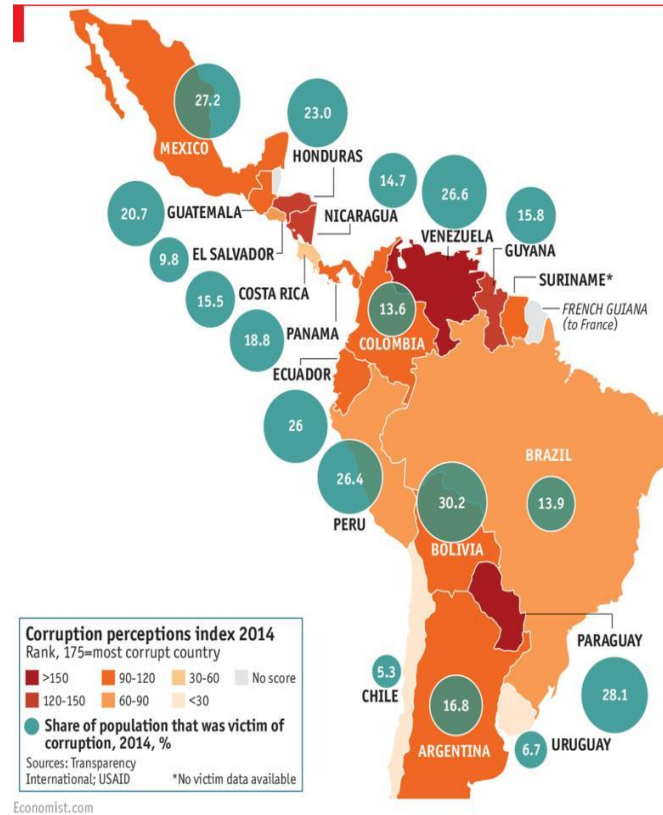 27.2
MEXICO
23.0
HONDURAS
14.7
NICARAGUA
26.6
VENEZUELA
15.8
GUYANA
SURINAME*
FRENCH GUIANA
(to France)
20.7
GUATEMALA
9.8
EL SALVADOR
15.5
COSTA RICA
18.8
PANAMA
13.6
COLOMBIA
ECUADOR
26
26.4
PERU
BRAZIL
13.9
30.2
BOLIVIA
PARAGUAY
28.1
5.3
CHILE
16.8
ARGENTINA
6.7 URUGUAY
Corruption perceptions index 2014
Rank, 175=most corrupt country
>150 90-120 30-60 No score
120-150 60-90 <30
Share of population that was victim of
corruption, 2014, %
Sources: Transparency
International; USAID *No victim data available
Economist.com